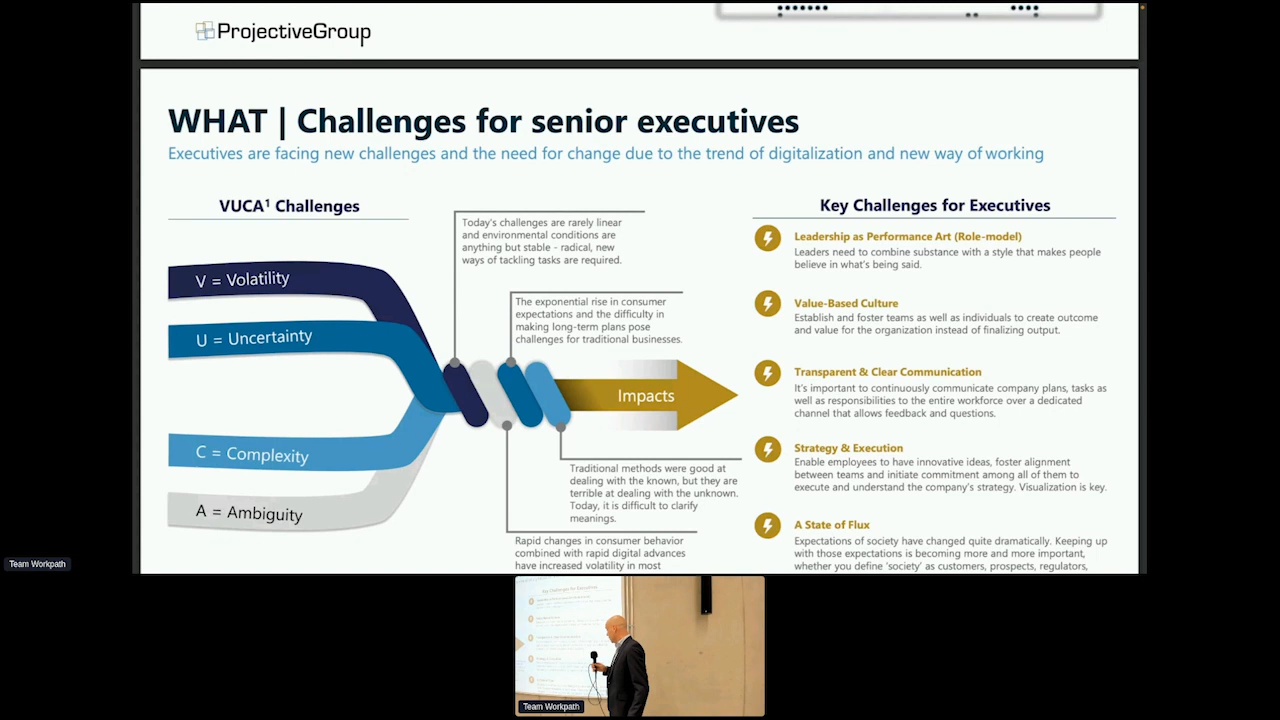 ProjectiveGroup
WHAT | Challenges for senior executives
Executives are facing new challenges and the need for change due to the trend of digitalization and new way of working
VUCA¹ Challenges
V = Volatility
U = Uncertainty
C = Complexity
A = Ambiguity
Today's challenges are rarely linear
and environmental conditions are
anything but stable - radical, new
ways of tackling tasks are required.
The exponential rise in consumer
expectations and the difficulty in
making long-term plans pose
challenges for traditional businesses.
Impacts
Traditional methods were good at
dealing with the known, but they are
terrible at dealing with the unknown.
Today, it is difficult to clarify
meanings.
Rapid changes in consumer behavior
combined with rapid digital advances
have increased volatility in most
Key Challenges for Executives
Leadership as Performance Art (Role-model)
Leaders need to combine substance with a style that makes people
believe in what's being said.
Value-Based Culture
Establish and foster teams as well as individuals to create outcome
and value for the organization instead of finalizing output.
Transparent & Clear Communication
It's important to continuously communicate company plans, tasks as
well as responsibilities to the entire workforce over a dedicated
channel that allows feedback and questions.
Strategy & Execution
Enable employees to have innovative ideas, foster alignment
between teams and initiate commitment among all of them to
execute and understand the company's strategy. Visualization is key.
A State of Flux
Expectations of society have changed quite dramatically. Keeping up
with those expectations is becoming more and more important,
whether you define 'society' as customers, prospects, regulators,
Team Workpath
Key Challenges for Executives
Team Workpath